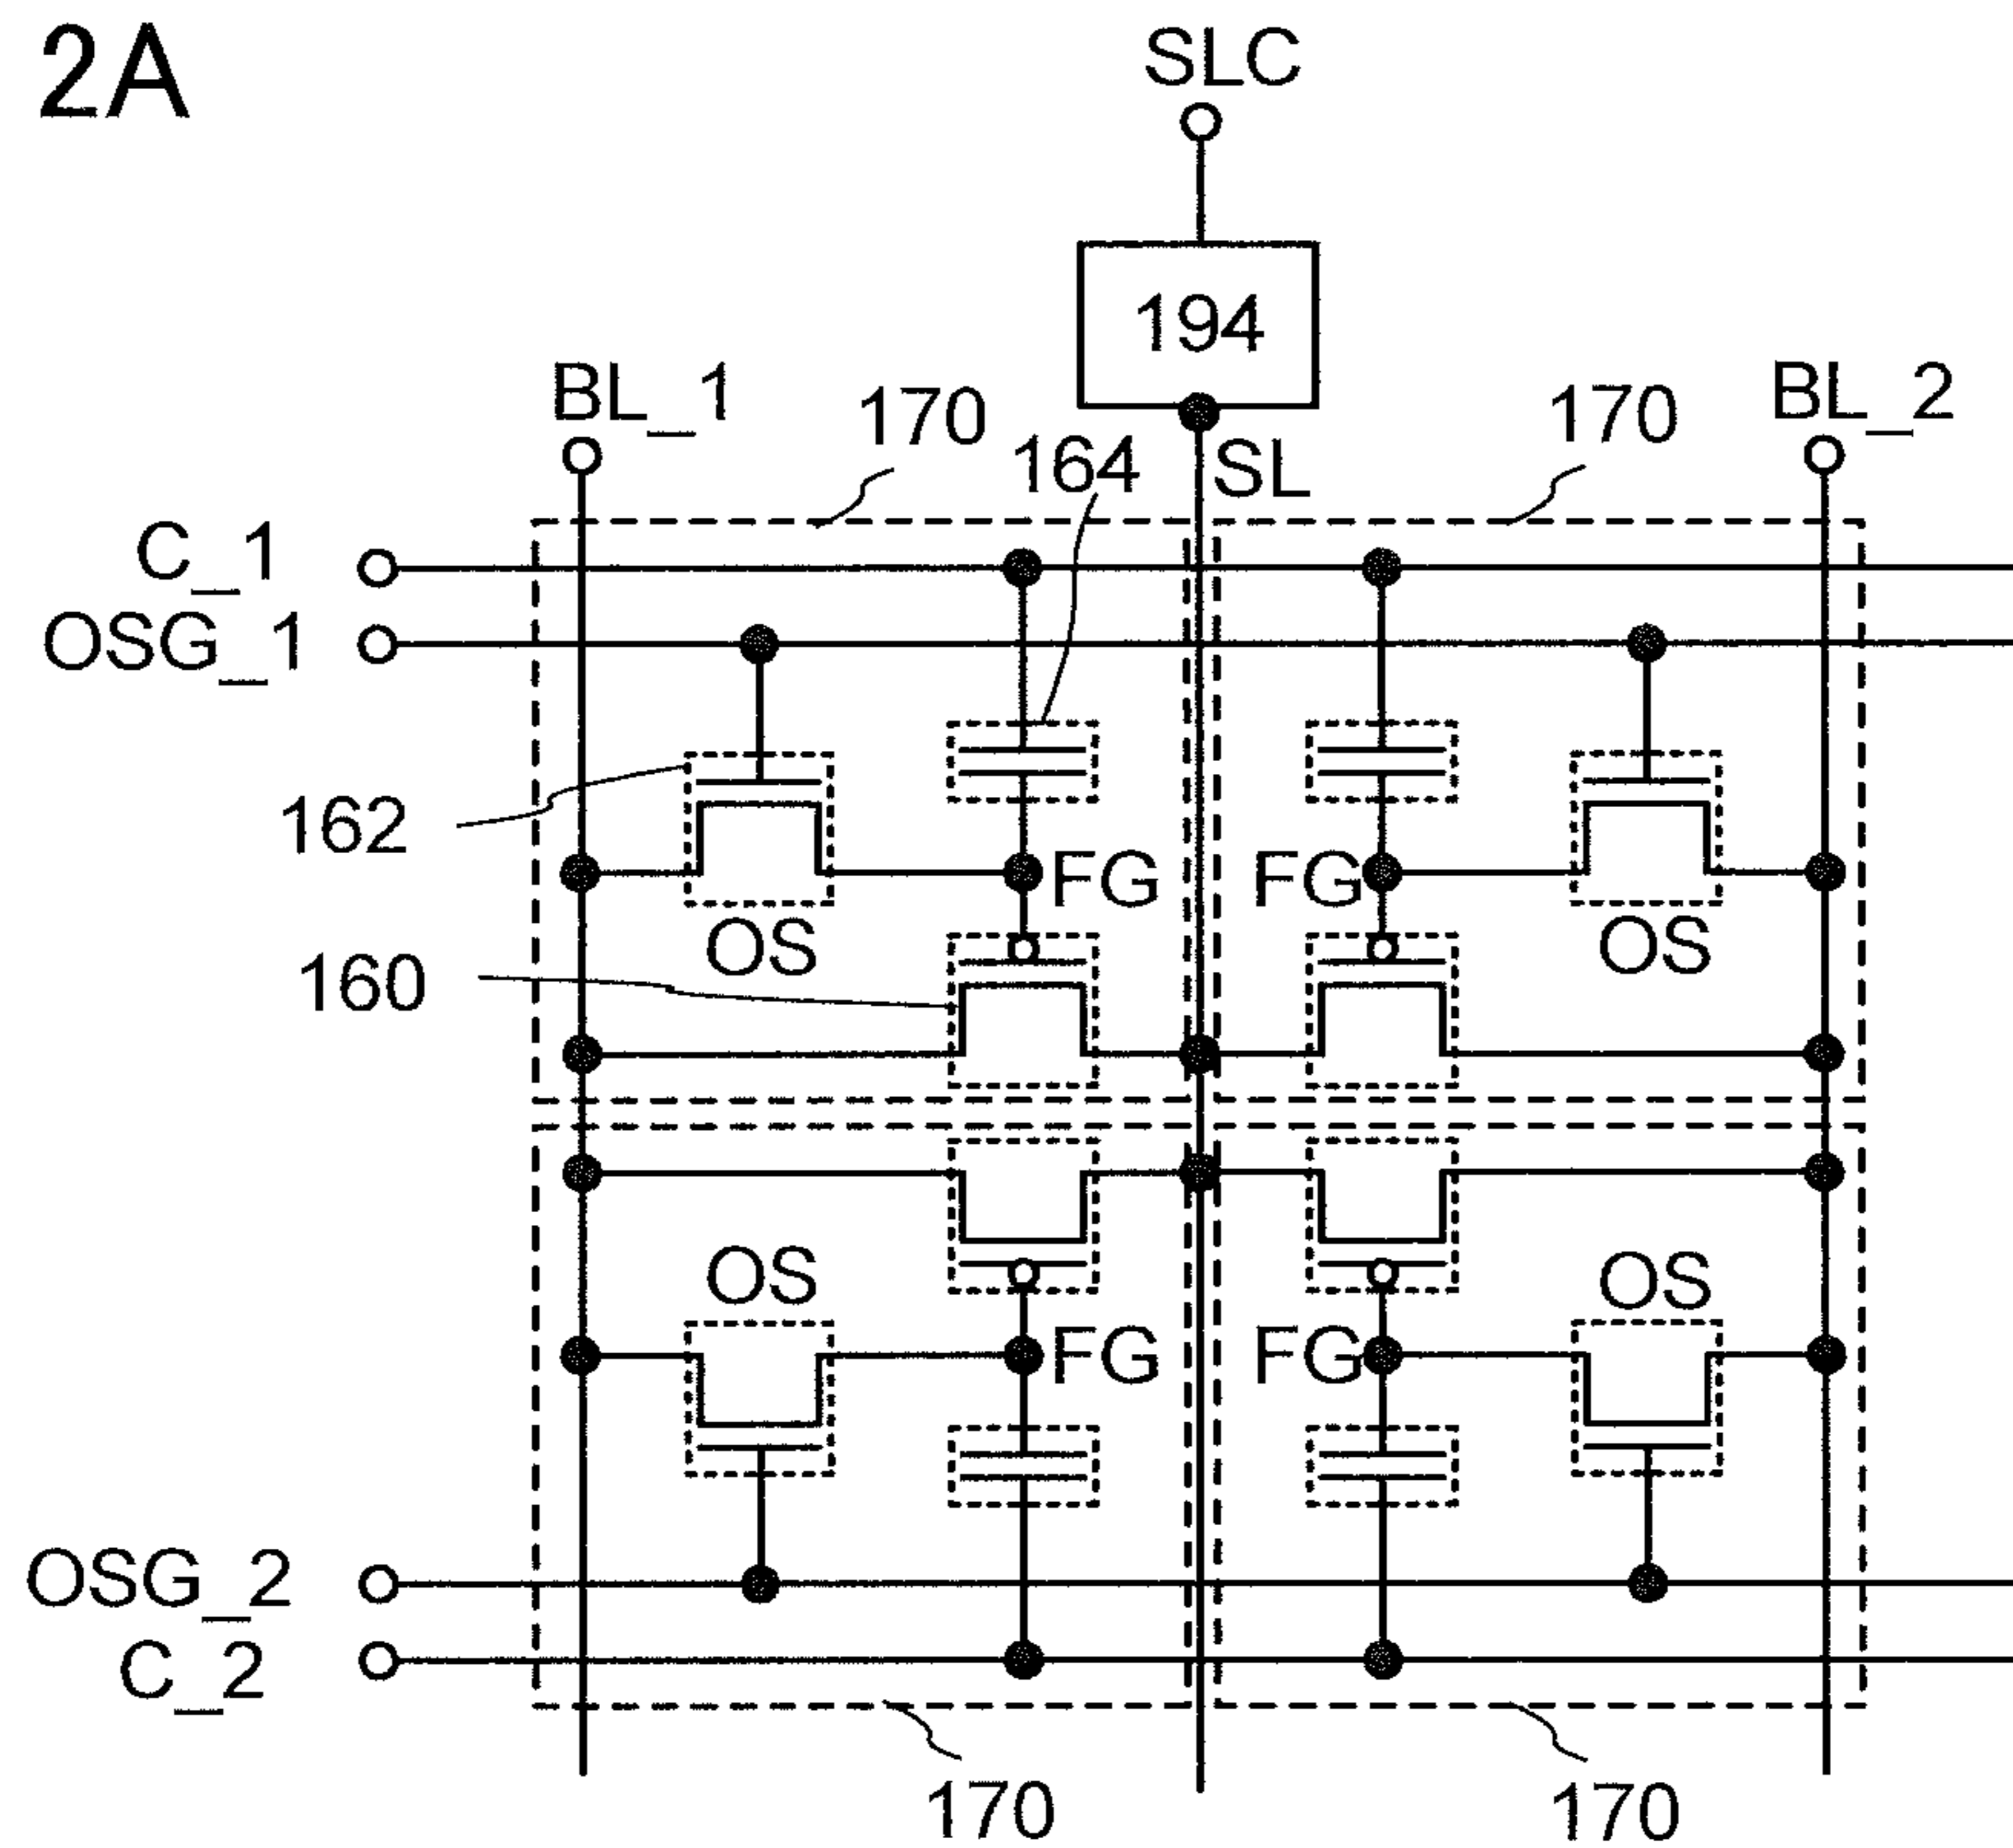 2A
SLC
194
BL_1
170
164
SL
170
BL_2
C_1
OSG_1
162
FG
FG
OS
OS
160
OS
OS
FG
FG
OSG_2
C_2
170
170